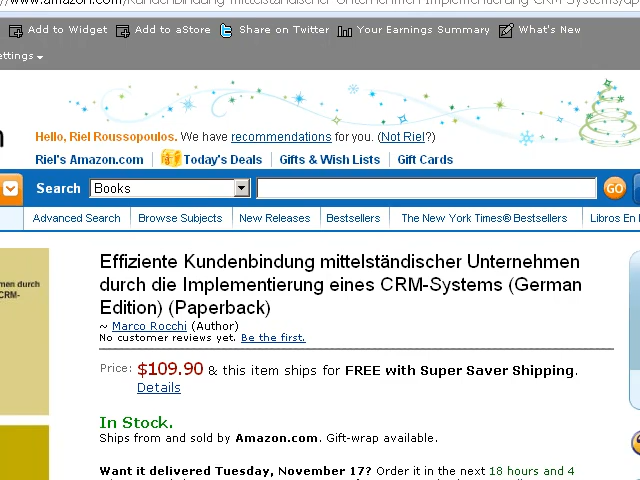 www.amazon.com/Kundenbindung-mittelständischer-Unternehmen-Implementierung-CRM-Systems/dp
Add to Widget Add to aStore Share on Twitter Your Earnings Summary What's New
ettings
Hello, Riel Roussopoulos. We have recommendations for you. (Not Riel?)
Riel's Amazon.com Today's Deals Gifts & Wish Lists Gift Cards
Search Books GO
Advanced Search Browse Subjects New Releases Bestsellers The New York Times® Bestsellers Libros En
men durch
CRM-
Effiziente Kundenbindung mittelständischer Unternehmen
durch die Implementierung eines CRM-Systems (German
Edition) (Paperback)
~ Marco Rocchi (Author)
No customer reviews yet. Be the first.
Price: $109.90 & this item ships for FREE with Super Saver Shipping.
Details
In Stock.
Ships from and sold by Amazon.com. Gift-wrap available.
Want it delivered Tuesday, November 17? Order it in the next 18 hours and 4